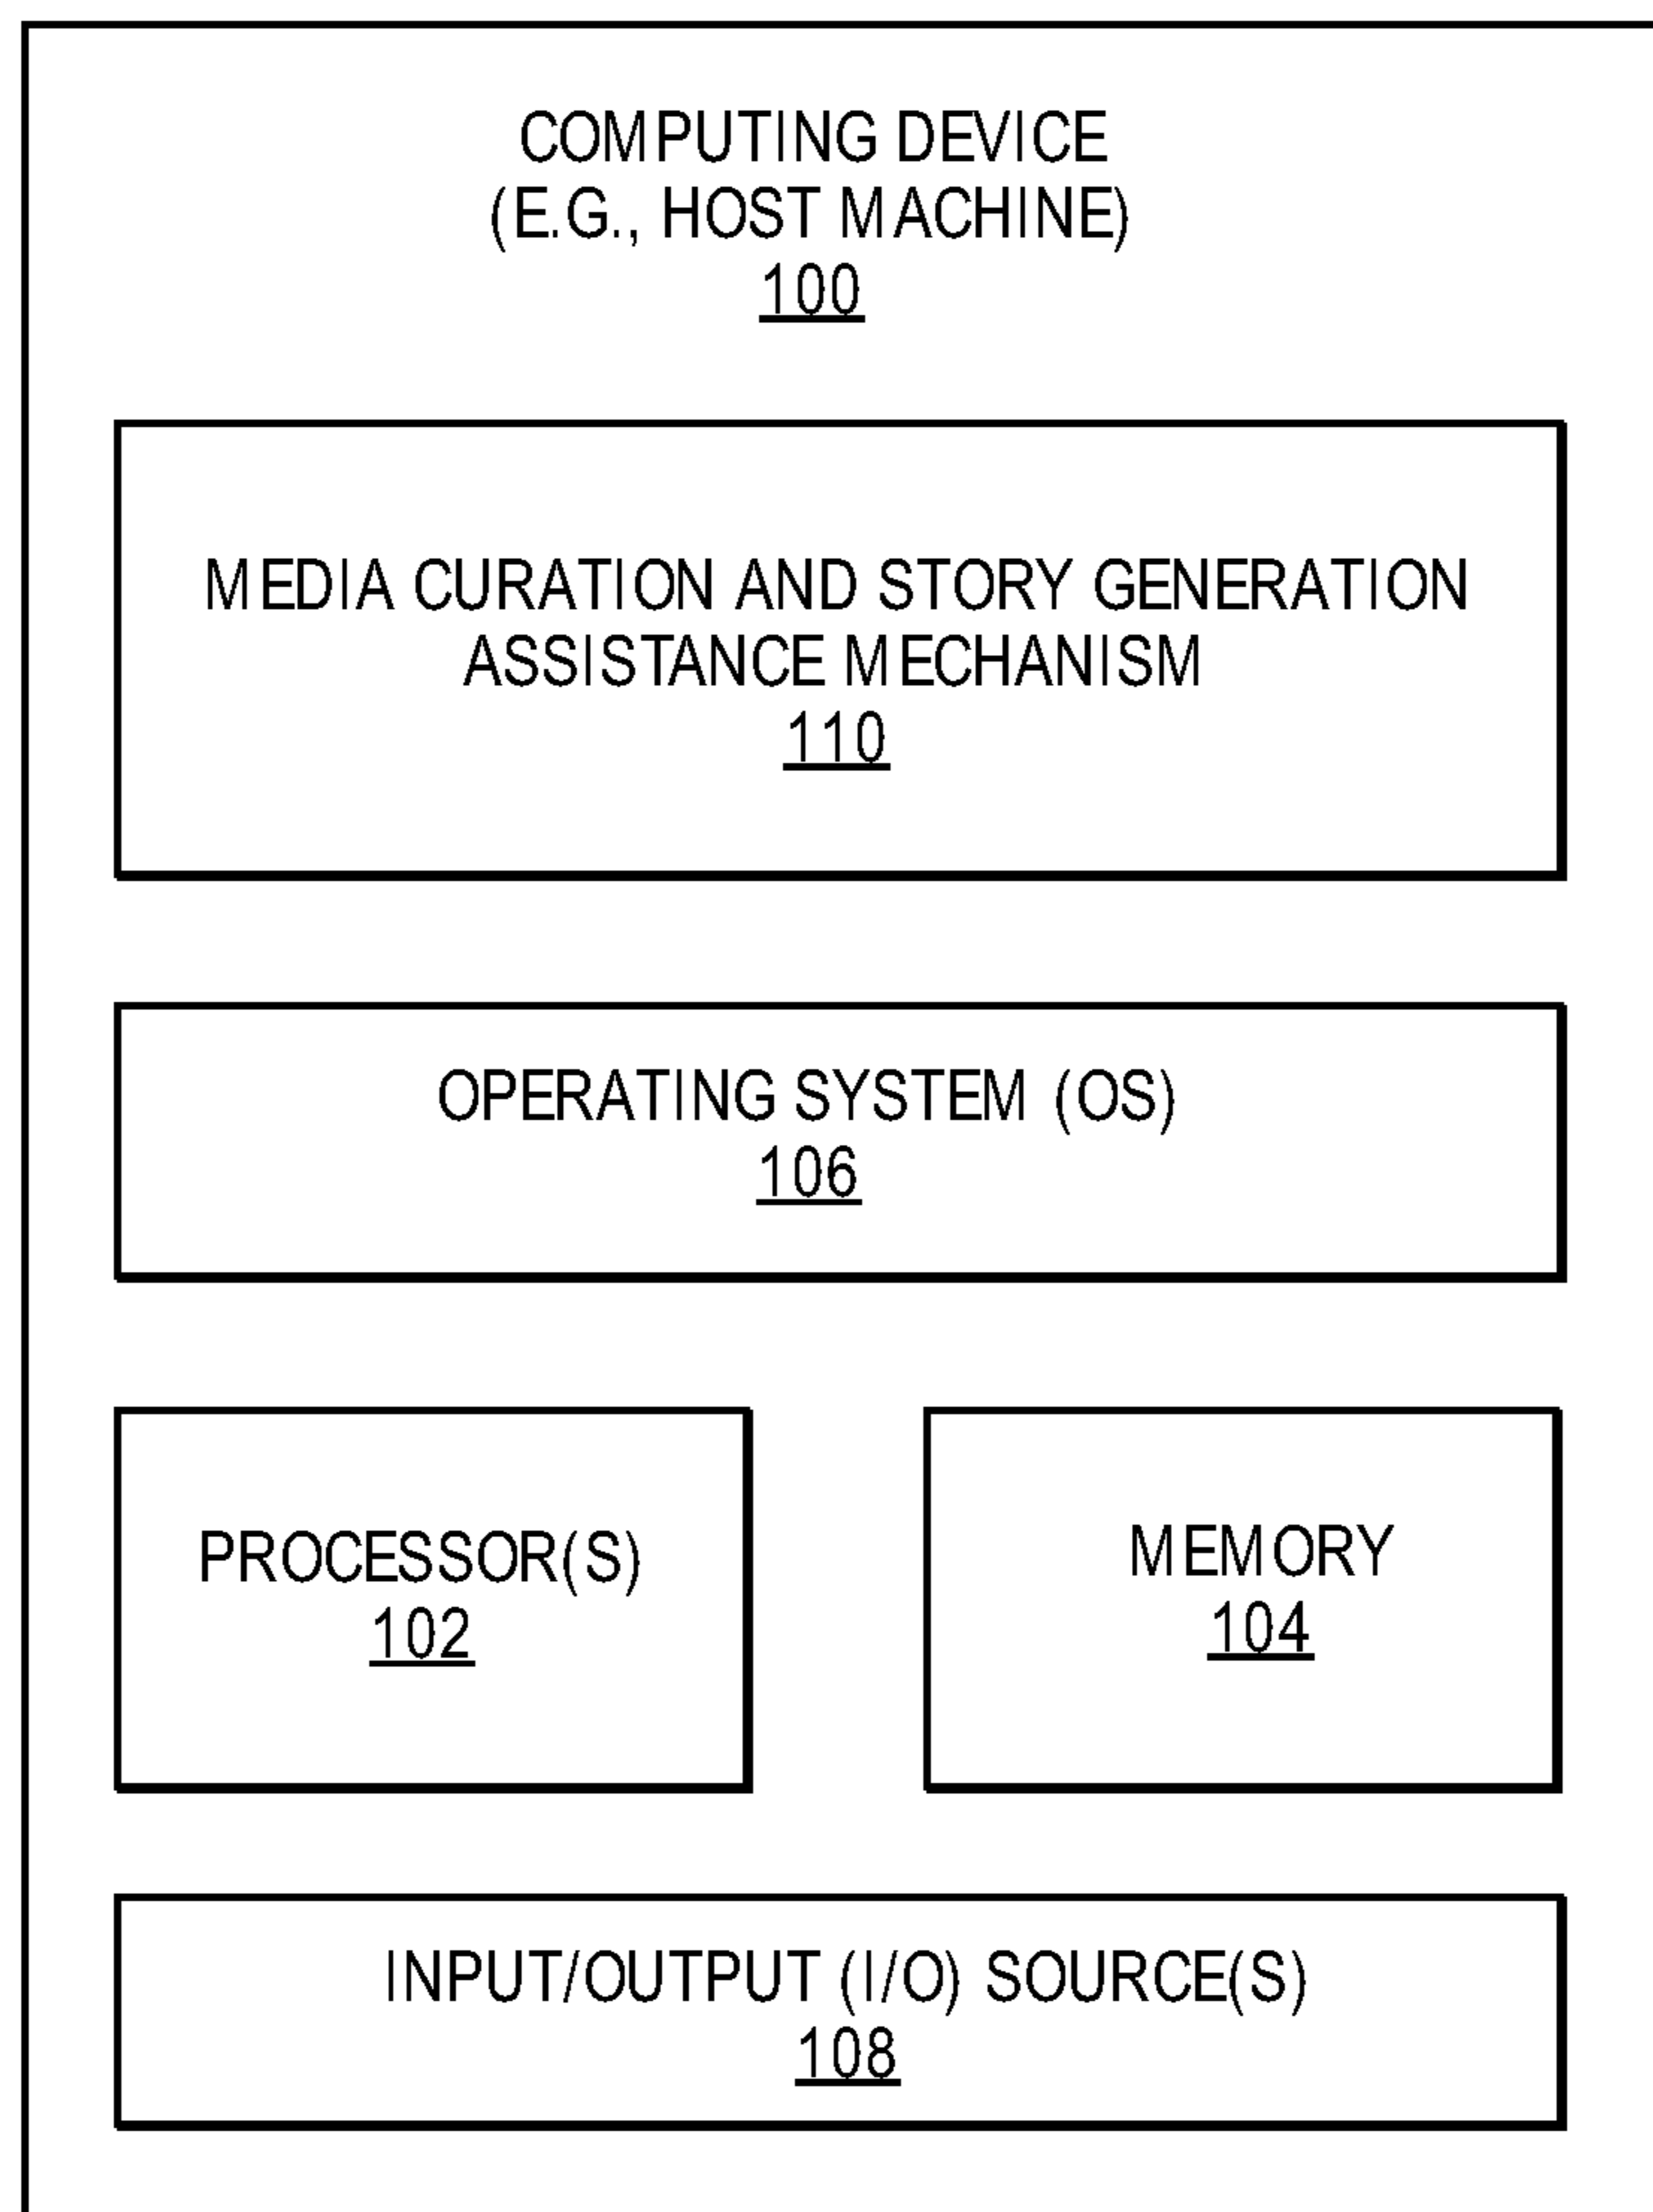 COMPUTING DEVICE
(E.G., HOST MACHINE)
100
MEDIA CURATION AND STORY GENERATION
ASSISTANCE MECHANISM
110
OPERATING SYSTEM (OS)
106
PROCESSOR(S)
102
MEMORY
104
INPUT/OUTPUT (I/O) SOURCE(S)
108